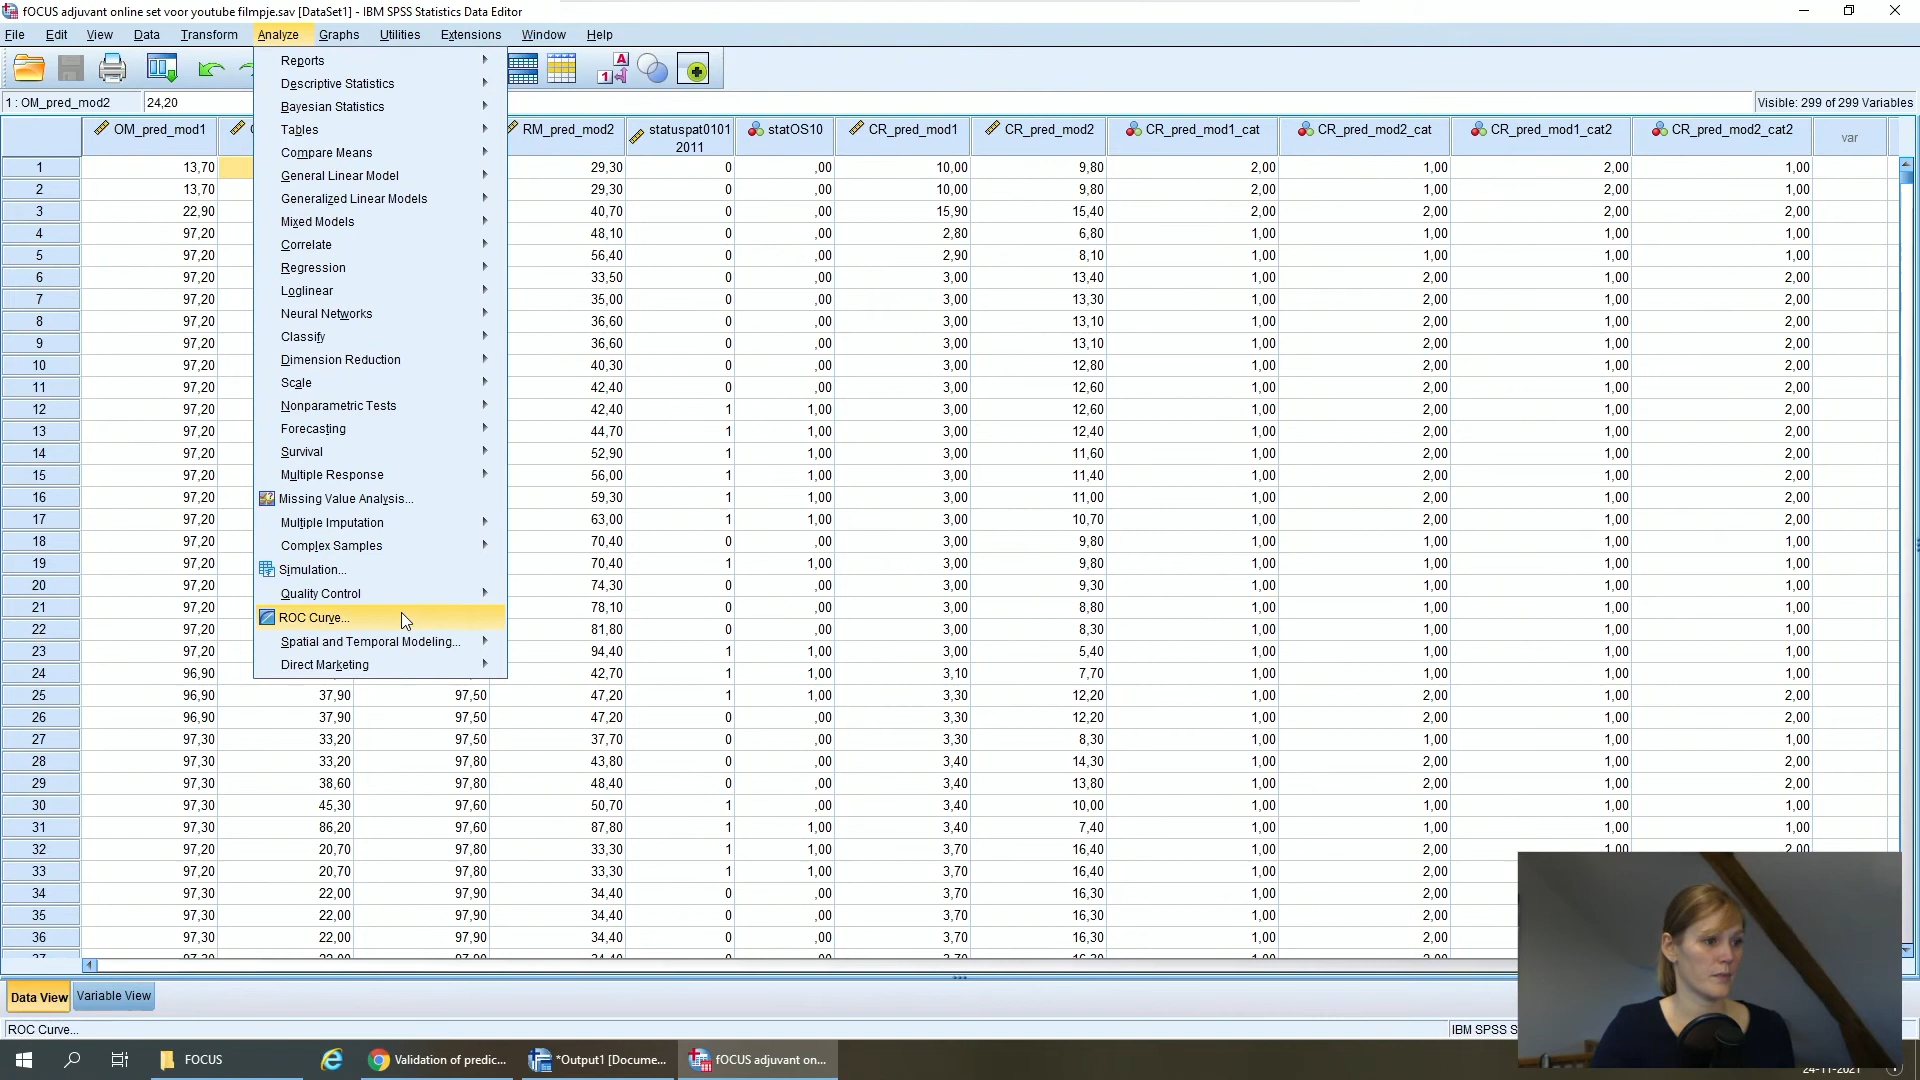 fOCUS adjuvant online set voor youtube filmpje.sav [DataSet1] - IBM SPSS Statistics Data Editor
File Edit View Data Transform Analyze Graphs Utilities Extensions Window Help
1 : OM_pred_mod2 24,20 Visible: 299 of 299 Variables
Reports
Descriptive Statistics
Bayesian Statistics
Tables
Compare Means
General Linear Model
Generalized Linear Models
Mixed Models
Correlate
Regression
Loglinear
Neural Networks
Classify
Dimension Reduction
Scale
Nonparametric Tests
Forecasting
Survival
Multiple Response
Missing Value Analysis...
Multiple Imputation
Complex Samples
Simulation...
Quality Control
ROC Curve...
Spatial and Temporal Modeling...
Direct Marketing
OM_pred_mod1 RM_pred_mod2 statuspat01012011 statOS10 CR_pred_mod1 CR_pred_mod2 CR_pred_mod1_cat CR_pred_mod2_cat CR_pred_mod1_cat2 CR_pred_mod2_cat2 var
1 13,70 29,30 0 ,00 10,00 9,80 2,00 1,00 2,00 1,00
2 13,70 29,30 0 ,00 10,00 9,80 2,00 1,00 2,00 1,00
3 22,90 40,70 0 ,00 15,90 15,40 2,00 2,00 2,00 2,00
4 97,20 48,10 0 ,00 2,80 6,80 1,00 1,00 1,00 1,00
5 97,20 56,40 0 ,00 2,90 8,10 1,00 1,00 1,00 1,00
6 97,20 33,50 0 ,00 3,00 13,40 1,00 2,00 1,00 2,00
7 97,20 35,00 0 ,00 3,00 13,30 1,00 2,00 1,00 2,00
8 97,20 36,60 0 ,00 3,00 13,10 1,00 2,00 1,00 2,00
9 97,20 36,60 0 ,00 3,00 13,10 1,00 2,00 1,00 2,00
10 97,20 40,30 0 ,00 3,00 12,80 1,00 2,00 1,00 2,00
11 97,20 42,40 0 ,00 3,00 12,60 1,00 2,00 1,00 2,00
12 97,20 42,40 1 1,00 3,00 12,60 1,00 2,00 1,00 2,00
13 97,20 44,70 1 1,00 3,00 12,40 1,00 2,00 1,00 2,00
14 97,20 52,90 1 1,00 3,00 11,60 1,00 2,00 1,00 2,00
15 97,20 56,00 1 1,00 3,00 11,40 1,00 2,00 1,00 2,00
16 97,20 59,30 1 1,00 3,00 11,00 1,00 2,00 1,00 2,00
17 97,20 63,00 1 1,00 3,00 10,70 1,00 2,00 1,00 2,00
18 97,20 70,40 0 ,00 3,00 9,80 1,00 1,00 1,00 1,00
19 97,20 70,40 1 1,00 3,00 9,80 1,00 1,00 1,00 1,00
20 97,20 74,30 0 ,00 3,00 9,30 1,00 1,00 1,00 1,00
21 97,20 78,10 0 ,00 3,00 8,80 1,00 1,00 1,00 1,00
22 97,20 81,80 0 ,00 3,00 8,30 1,00 1,00 1,00 1,00
23 97,20 94,40 1 1,00 3,00 5,40 1,00 1,00 1,00 1,00
24 96,90 42,70 1 1,00 3,10 7,70 1,00 1,00 1,00 1,00
25 96,90 37,90 97,50 47,20 1 1,00 3,30 12,20 1,00 2,00 1,00 2,00
26 96,90 37,90 97,50 47,20 0 ,00 3,30 12,20 1,00 2,00 1,00 2,00
27 97,30 33,20 97,50 37,70 0 ,00 3,30 8,30 1,00 1,00 1,00 1,00
28 97,30 33,20 97,80 43,80 0 ,00 3,40 14,30 1,00 2,00 1,00 2,00
29 97,30 38,60 97,80 48,40 0 ,00 3,40 13,80 1,00 2,00 1,00 2,00
30 97,30 45,30 97,60 50,70 1 ,00 3,40 10,00 1,00 2,00 1,00 2,00
31 97,30 86,20 97,60 87,80 1 1,00 3,40 7,40 1,00 1,00 1,00 1,00
32 97,20 20,70 97,80 33,30 1 1,00 3,70 16,40 1,00 2,00 1,00 2,00
33 97,20 20,70 97,80 33,30 1 1,00 3,70 16,40 1,00 2,00
34 97,30 22,00 97,90 34,40 0 ,00 3,70 16,30 1,00 2,00
35 97,30 22,00 97,90 34,40 0 ,00 3,70 16,30 1,00 2,00
36 97,30 22,00 97,90 34,40 0 ,00 3,70 16,30 1,00 2,00
Data View Variable View
ROC Curve... IBM SPSS S
FOCUS Validation of predic... *Output1 [Docume... fOCUS adjuvant on...
24-11-2021